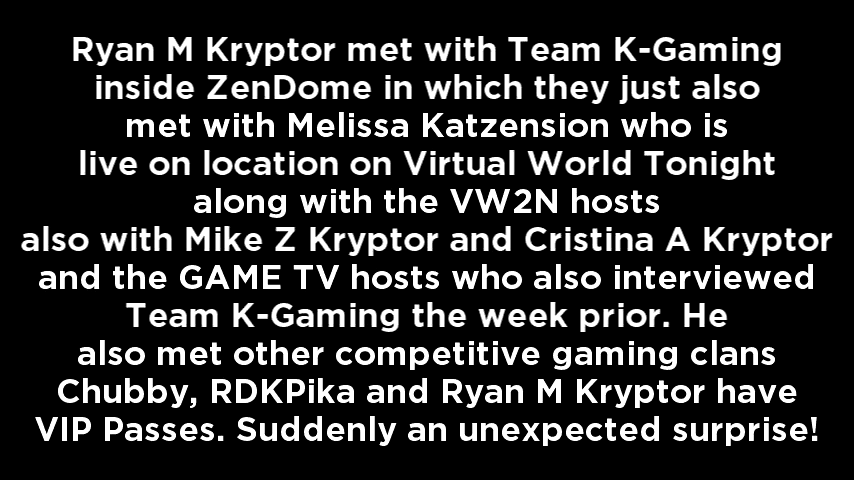 Ryan M Kryptor met with Team K-Gaming
inside ZenDome in which they just also
met with Melissa Katzension who is
live on location on Virtual World Tonight
along with the VW2N hosts
also with Mike Z Kryptor and Cristina A Kryptor
and the GAME TV hosts who also interviewed
Team K-Gaming the week prior. He
also met other competitive gaming clans
Chubby, RDKPika and Ryan M Kryptor have
VIP Passes. Suddenly an unexpected surprise!